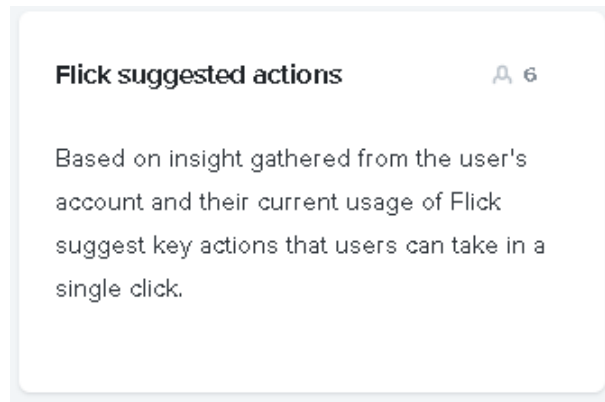 Flick suggested actions 6
Based on insight gathered from the user's
account and their current usage of Flick
suggest key actions that users can take in a
single click.